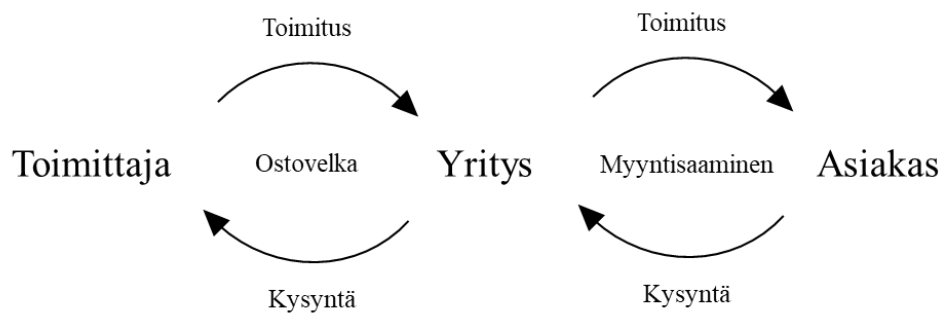 Toimitus
Toimitus
Toimittaja
Ostovelka
Yritys
Myyntisaaminen
Asiakas
Kysyntä
Kysyntä